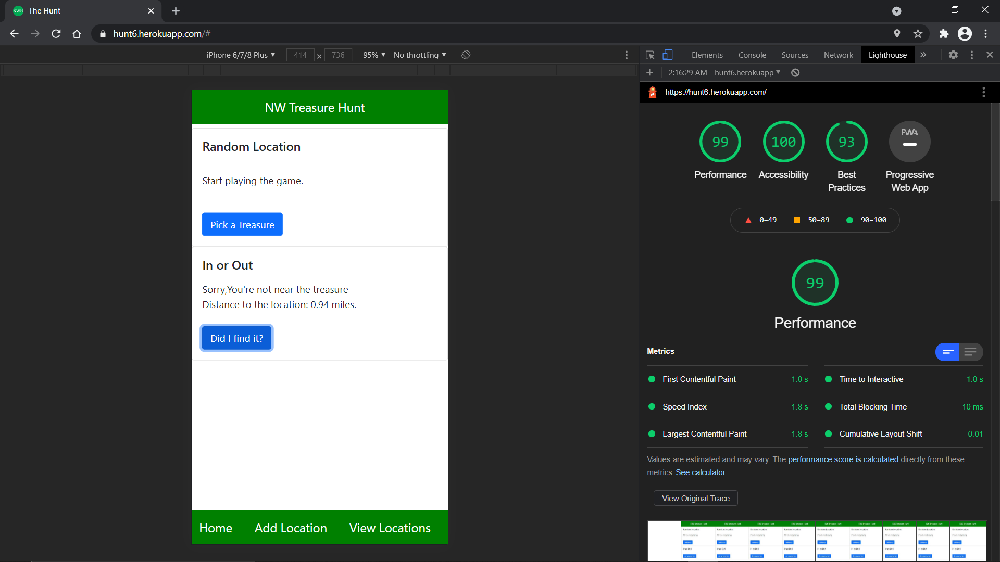 NWH The Hunt
hunt6.herokuapp.com/#
iPhone 6/7/8 Plus 414 × 736 95% No throttling
Elements Console Sources Network Lighthouse
2:16:29 AM - hunt6.herokuapp
https://hunt6.herokuapp.com/
NW Treasure Hunt
Random Location
Start playing the game.
Pick a Treasure
In or Out
Sorry,You're not near the treasure
Distance to the location: 0.94 miles.
Did I find it?
Home Add Location View Locations
99 100 93 PWA
Performance Accessibility Best Practices Progressive Web App
0–49 50–89 90–100
99
Performance
Metrics
First Contentful Paint 1.8 s Time to Interactive 1.8 s
Speed Index 1.8 s Total Blocking Time 10 ms
Largest Contentful Paint 1.8 s Cumulative Layout Shift 0.01
Values are estimated and may vary. The performance score is calculated directly from these
metrics. See calculator.
View Original Trace